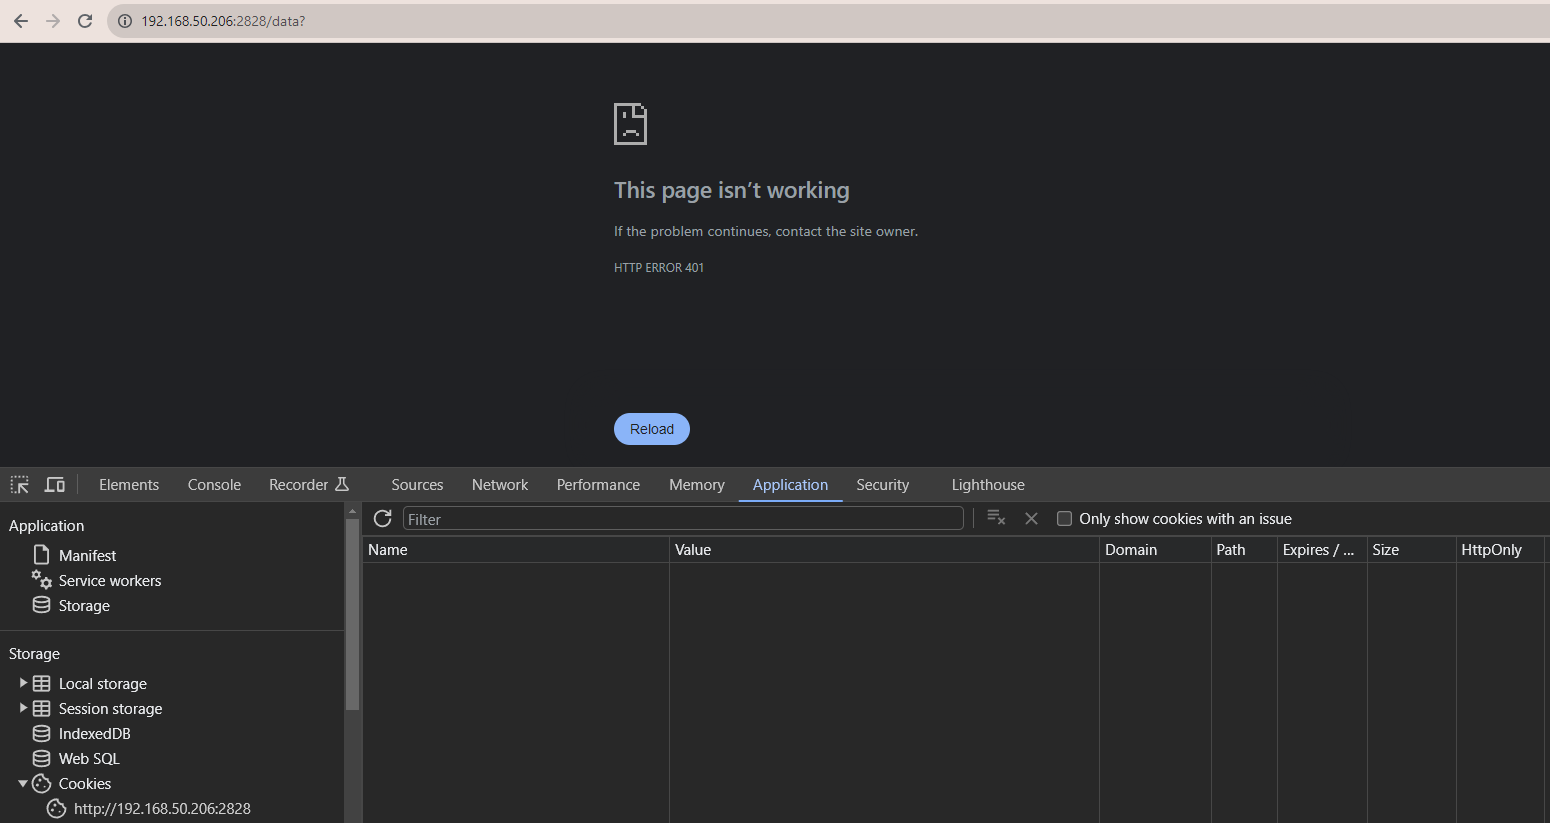 192.168.50.206:2828/data?
This page isn’t working
If the problem continues, contact the site owner.
HTTP ERROR 401
Reload
Elements Console Recorder Sources Network Performance Memory Application Security Lighthouse
Application
Manifest
Service workers
Storage
Storage
Local storage
Session storage
IndexedDB
Web SQL
Cookies
http://192.168.50.206:2828
Filter Only show cookies with an issue
Name Value Domain Path Expires / ... Size HttpOnly